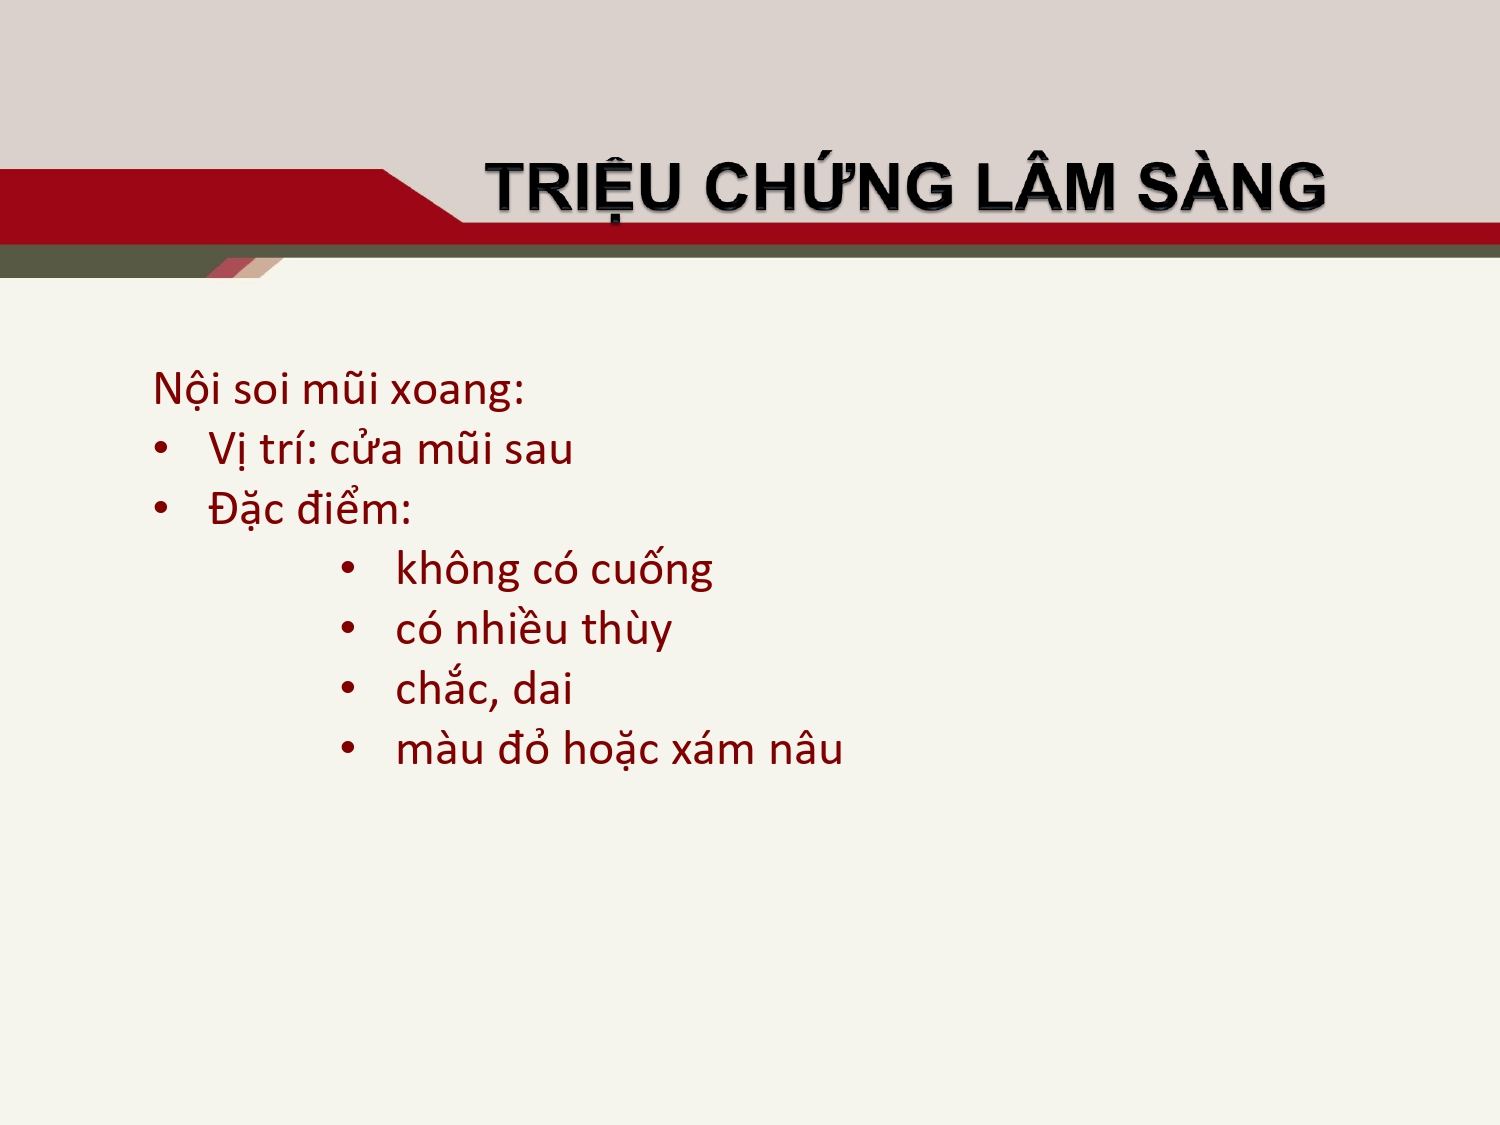 TRIỆU CHỨNG LÂM SÀNG
Nội soi mũi xoang:
• Vị trí: cửa mũi sau
• Đặc điểm:
• không có cuống
• có nhiều thùy
• chắc, dai
• màu đỏ hoặc xám nâu